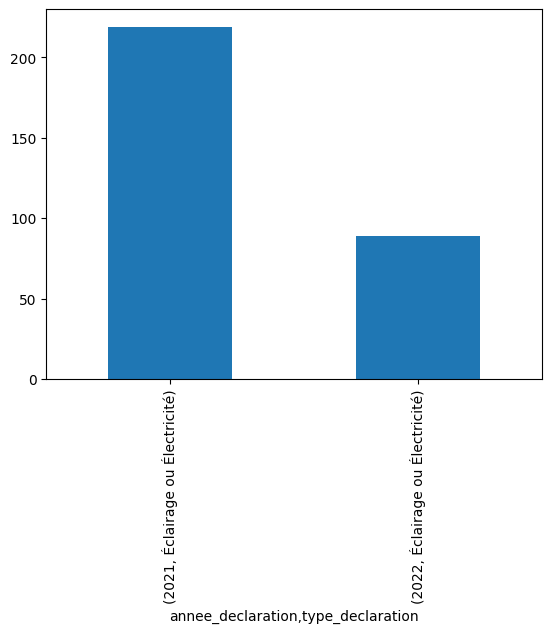 200
150
100
50
0
(2021, Éclairage ou Électricité)
(2022, Éclairage ou Électricité)
annee_declaration,type_declaration